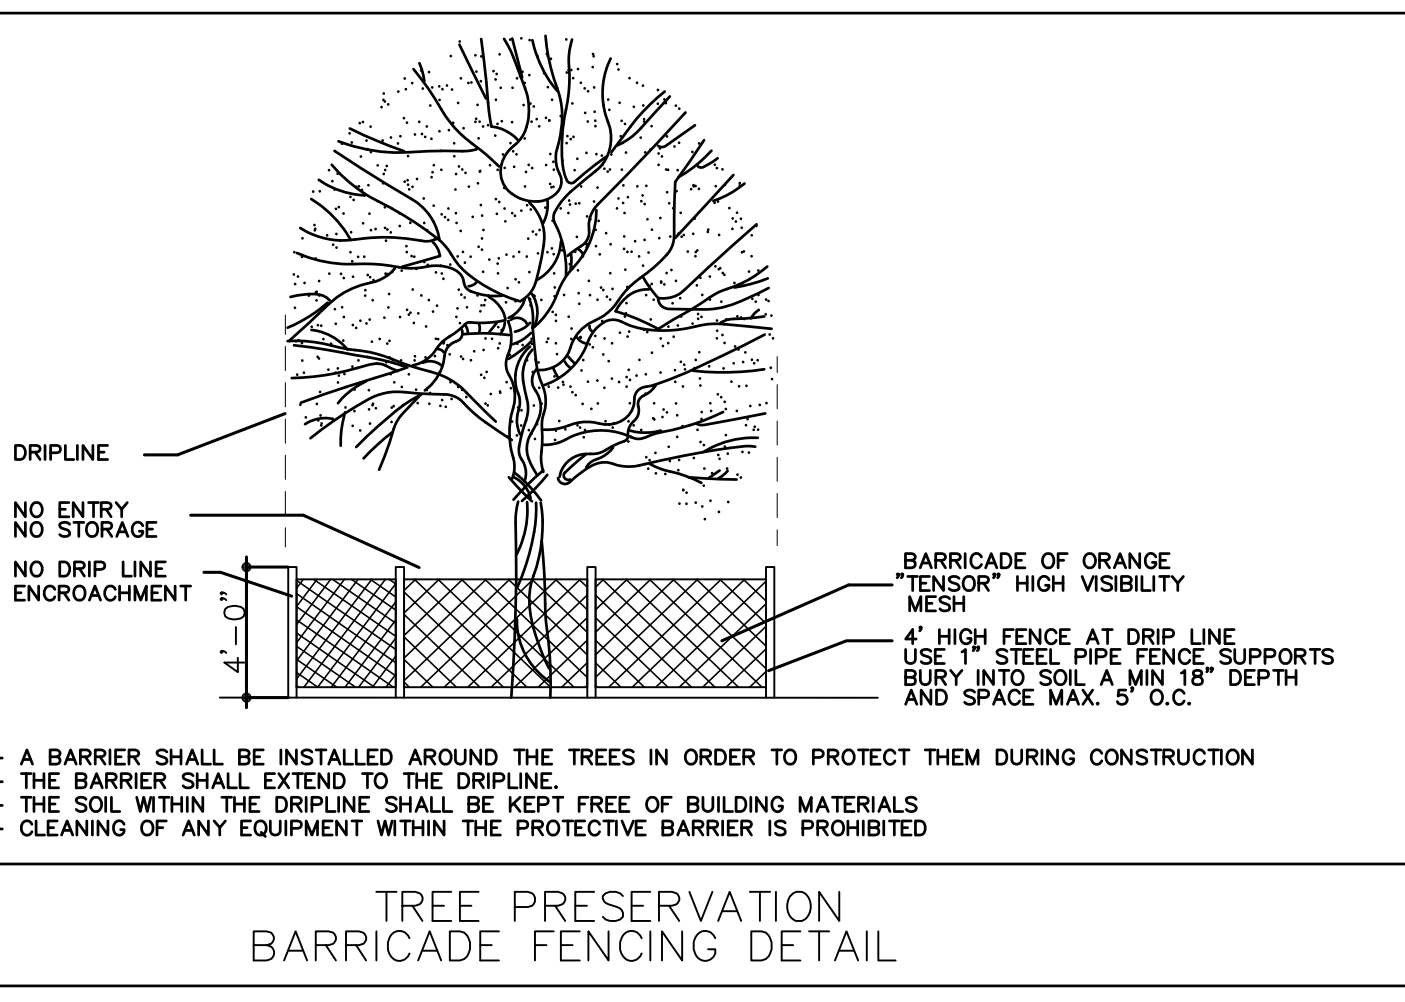 DRIPLINE
NO ENTRY
NO STORAGE
NO DRIP LINE
ENCROACHMENT
4'-0"
BARRICADE OF ORANGE
"TENSOR" HIGH VISIBILITY
MESH
4' HIGH FENCE AT DRIP LINE
USE 1" STEEL PIPE FENCE SUPPORTS
BURY INTO SOIL A MIN 18" DEPTH
AND SPACE MAX. 5' O.C.
- A BARRIER SHALL BE INSTALLED AROUND THE TREES IN ORDER TO PROTECT THEM DURING CONSTRUCTION
- THE BARRIER SHALL EXTEND TO THE DRIPLINE.
- THE SOIL WITHIN THE DRIPLINE SHALL BE KEPT FREE OF BUILDING MATERIALS
- CLEANING OF ANY EQUIPMENT WITHIN THE PROTECTIVE BARRIER IS PROHIBITED
TREE PRESERVATION
BARRICADE FENCING DETAIL